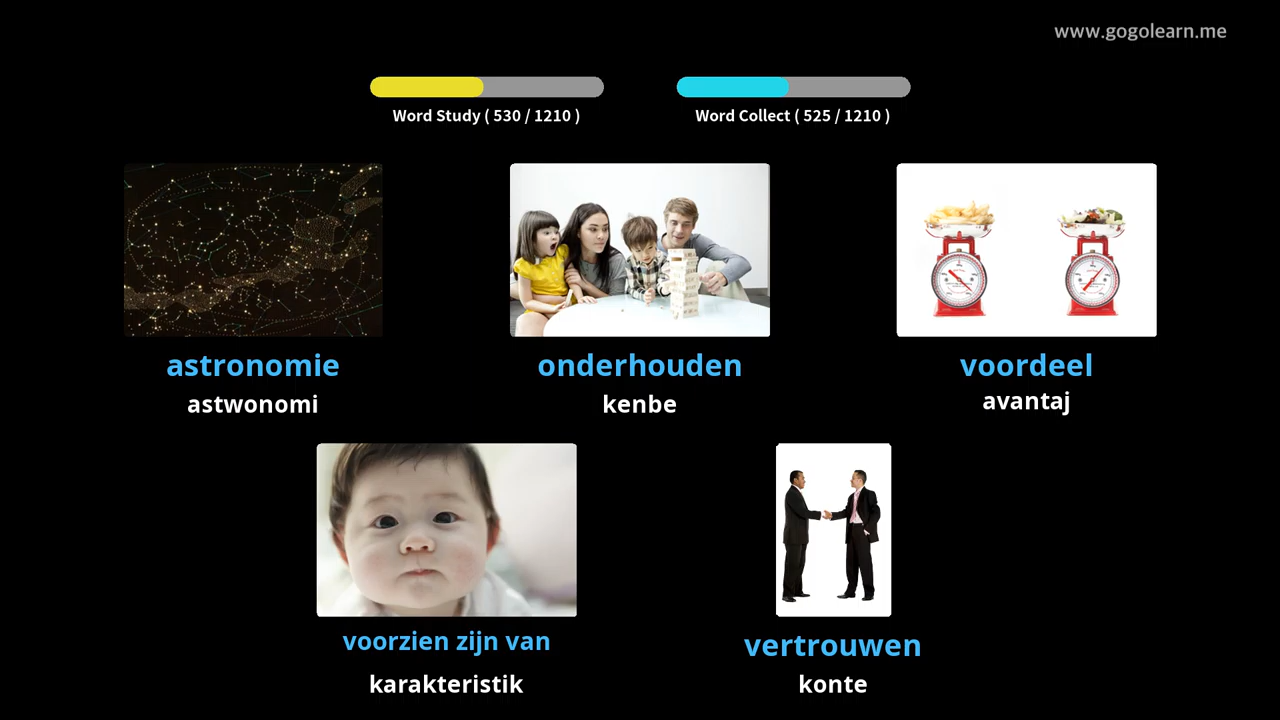 www.gogolearn.me
Word Study ( 530 / 1210 )
Word Collect ( 525 / 1210 )
astronomie
astwonomi
onderhouden
kenbe
voordeel
avantaj
voorzien zijn van
karakteristik
vertrouwen
konte